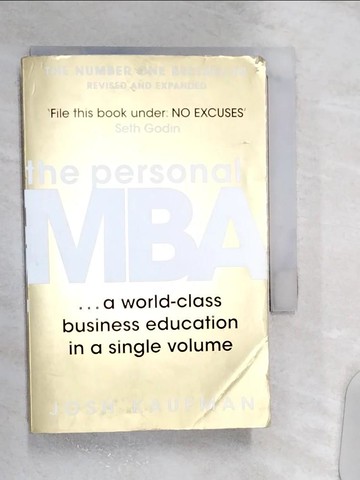 THE NUMBER ONE BESTSELLER
REVISED AND EXPANDED
'File this book under: NO EXCUSES'
Seth Godin
the personal
MBA
...a world-class
business education
in a single volume
JOSH KAUFMAN